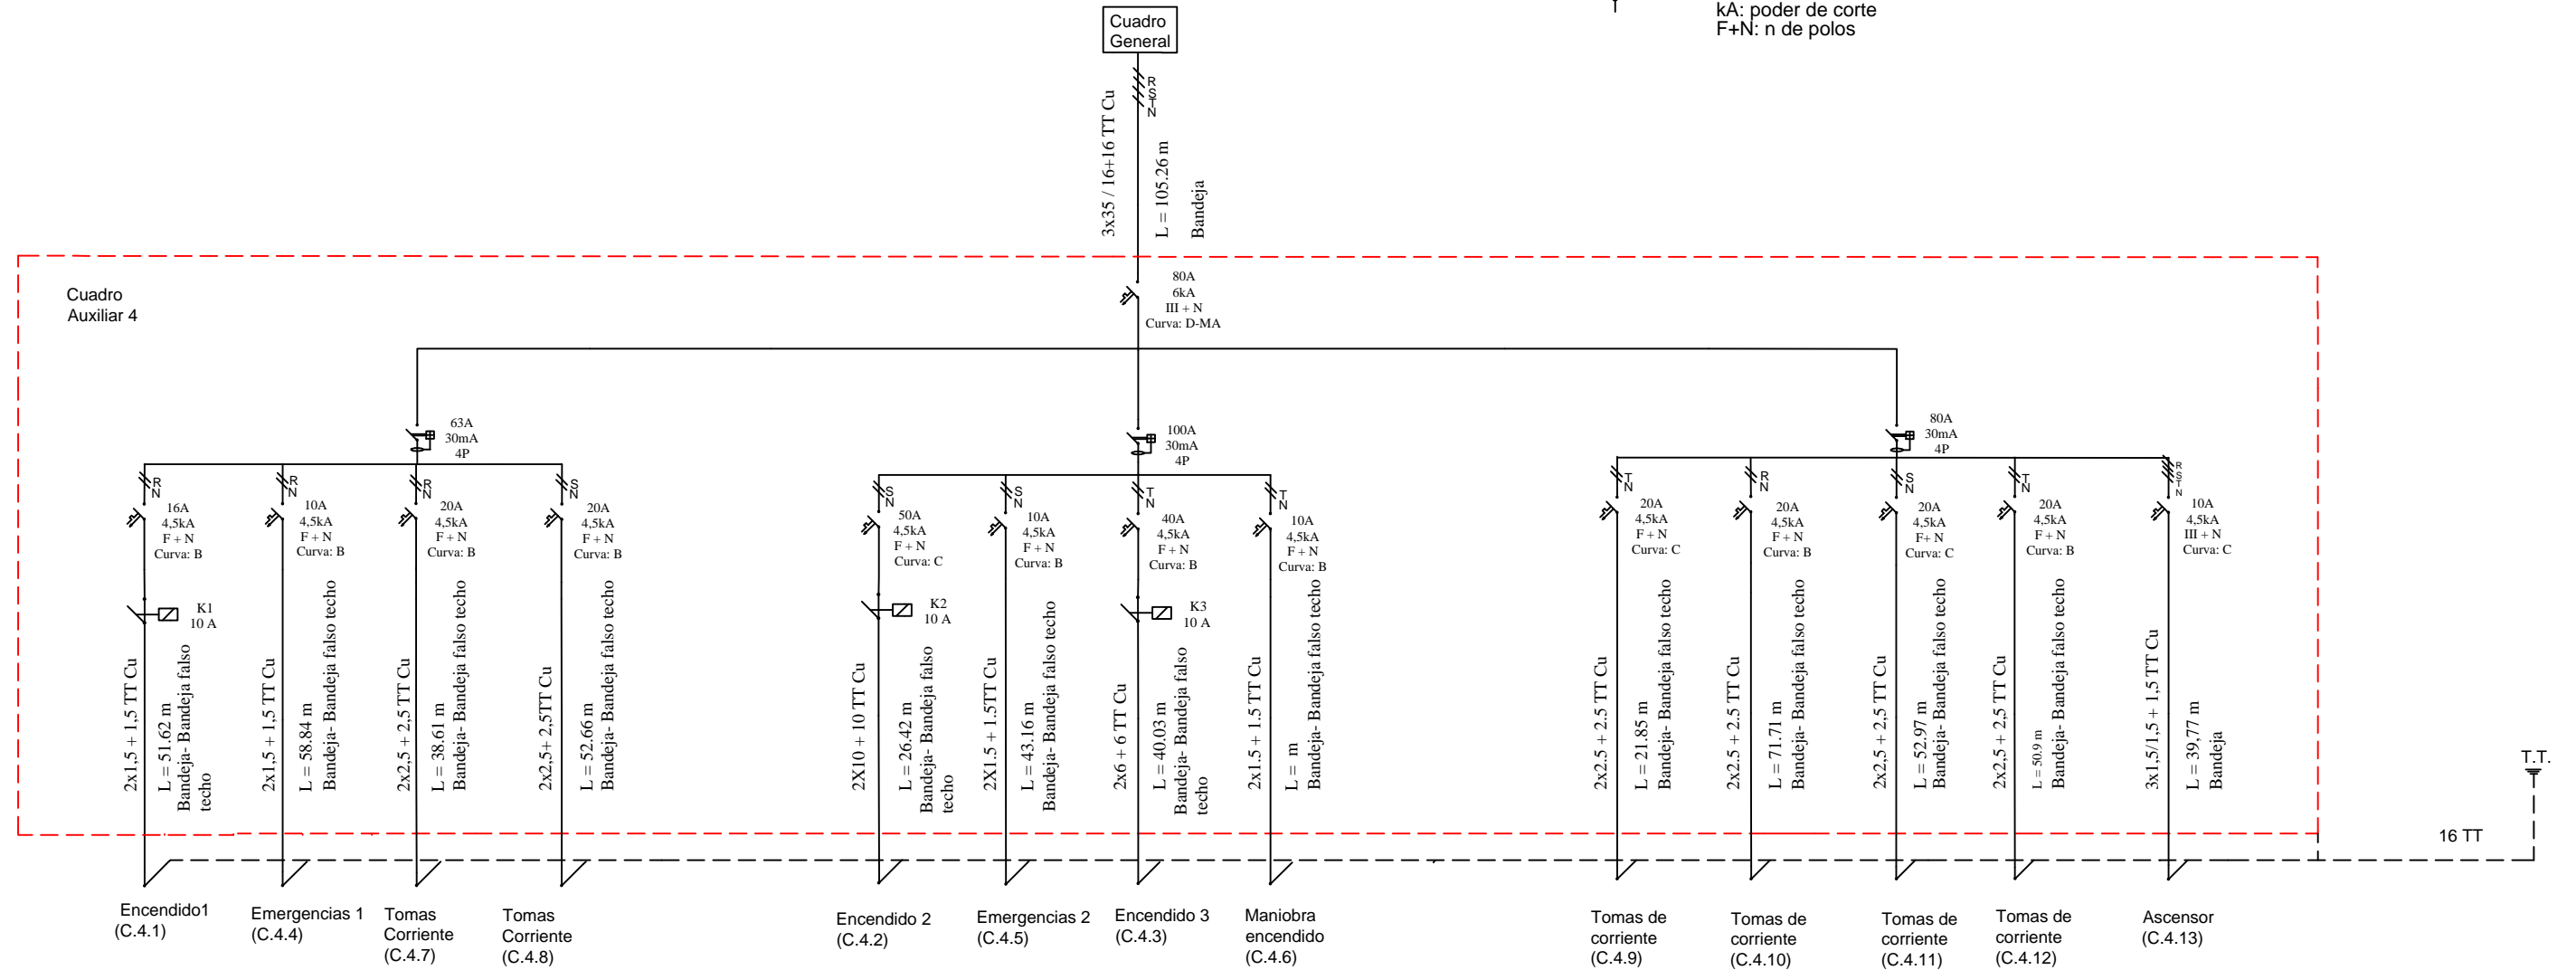 kA: poder de corte
F+N: n de polos
Cuadro
General
R
S
T
N
3x35 / 16+16 TT Cu
L = 105.26 m
Bandeja
Cuadro
Auxiliar 4
80A
6kA
III + N
Curva: D-MA
63A
30mA
4P
100A
30mA
4P
80A
30mA
4P
R
N
16A
4,5kA
F + N
Curva: B
K1
10 A
2x1.5 + 1.5 TT Cu
L = 51.62 m
Bandeja- Bandeja falso
techo
R
N
10A
4,5kA
F + N
Curva: B
2x1,5 + 1,5 TT Cu
L = 58.84 m
Bandeja- Bandeja falso techo
R
N
20A
4,5kA
F + N
Curva: B
2x2,5 + 2,5 TT Cu
L = 38.61 m
Bandeja- Bandeja falso techo
S
N
20A
4,5kA
F + N
Curva: B
2x2,5+ 2,5TT Cu
L = 52.66 m
Bandeja- Bandeja falso techo
S
N
50A
4,5kA
F + N
Curva: C
K2
10 A
2X10 + 10 TT Cu
L = 26.42 m
Bandeja- Bandeja falso
techo
S
N
10A
4,5kA
F + N
Curva: B
2X1.5 + 1.5TT Cu
L = 43.16 m
Bandeja- Bandeja falso techo
T
N
40A
4,5kA
F + N
Curva: B
K3
10 A
2x6 + 6 TT Cu
L = 40.03 m
Bandeja- Bandeja falso
techo
T
N
10A
4,5kA
F + N
Curva: B
2x1.5 + 1.5 TT Cu
L = m
Bandeja- Bandeja falso techo
T
N
20A
4,5kA
F + N
Curva: C
2x2.5 + 2.5 TT Cu
L = 21.85 m
Bandeja- Bandeja falso techo
R
N
20A
4,5kA
F + N
Curva: B
2x2.5 + 2.5 TT Cu
L = 71.71 m
Bandeja- Bandeja falso techo
S
N
20A
4,5kA
F+ N
Curva: C
2x2,5 + 2,5 TT Cu
L = 52.97 m
Bandeja- Bandeja falso techo
T
N
20A
4,5kA
F + N
Curva: B
2x2,5 + 2,5 TT Cu
L = 50.9 m
Bandeja- Bandeja falso techo
R
S
T
N
10A
4,5kA
III + N
Curva: C
3x1,5/1,5 + 1,5 TT Cu
L = 39,77 m
Bandeja
T.T.
16 TT
Encendido1
(C.4.1)
Emergencias 1
(C.4.4)
Tomas
Corriente
(C.4.7)
Tomas
Corriente
(C.4.8)
Encendido 2
(C.4.2)
Emergencias 2
(C.4.5)
Encendido 3
(C.4.3)
Maniobra
encendido
(C.4.6)
Tomas de
corriente
(C.4.9)
Tomas de
corriente
(C.4.10)
Tomas de
corriente
(C.4.11)
Tomas de
corriente
(C.4.12)
Ascensor
(C.4.13)